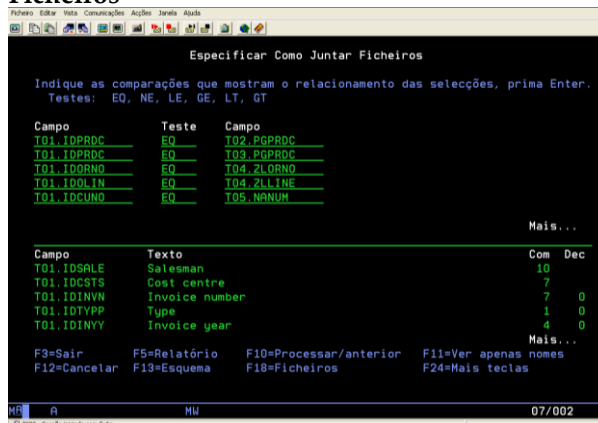 Ficheiros
Ficheiro Editar Vista Comunicações Acções Janela Ajuda
Especificar Como Juntar Ficheiros
Indique as comparações que mostram o relacionamento das selecções, prima Enter.
Testes: EQ, NE, LE, GE, LT, GT
Campo Teste Campo
T01.IDPRDC EQ T02.PGPRDC
T01.IDPRDC EQ T03.PGPRDC
T01.IDORNO EQ T04.ZLORNO
T01.IDOLIN EQ T04.ZLLINE
T01.IDCUNO EQ T05.NANUM
Mais...
Campo Texto Com Dec
T01.IDSALE Salesman 10
T01.IDCSTS Cost centre 7
T01.IDINVN Invoice number 7 0
T01.IDTYPP Type 1 0
T01.IDINYY Invoice year 4 0
Mais...
F3=Sair F5=Relatório F10=Processar/anterior F11=Ver apenas nomes
F12=Cancelar F13=Esquema F18=Ficheiros F24=Mais teclas
MA A MW 07/002